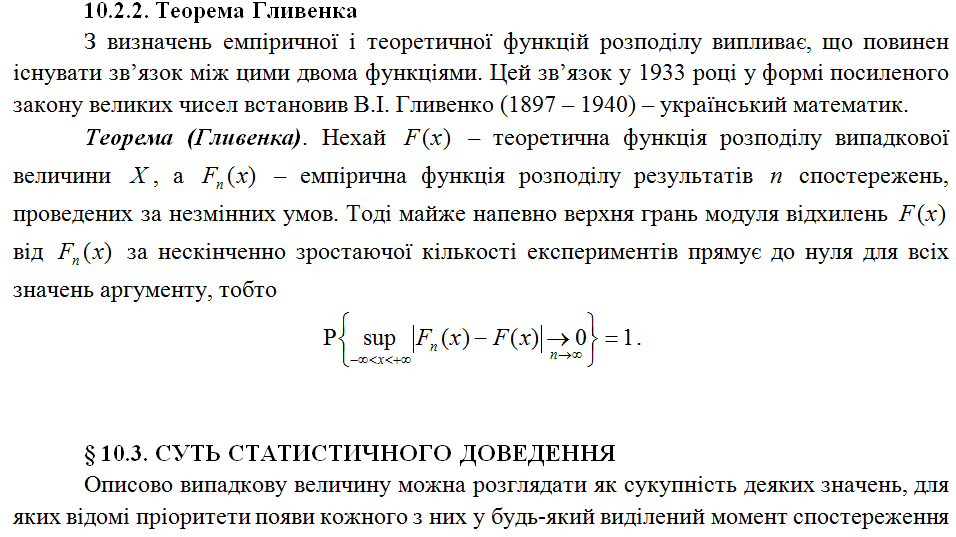 10.2.2. Теорема Гливенка
З визначень емпіричної і теоретичної функцій розподілу випливає, що повинен
існувати зв’язок між цими двома функціями. Цей зв’язок у 1933 році у формі посиленого
закону великих чисел встановив В.І. Гливенко (1897 – 1940) – український математик.
Теорема (Гливенка). Нехай F(x) – теоретична функція розподілу випадкової
величини X, а Fₙ(x) – емпірична функція розподілу результатів n спостережень,
проведених за незмінних умов. Тоді майже напевно верхня грань модуля відхилень F(x)
від Fₙ(x) за нескінченно зростаючої кількості експериментів прямує до нуля для всіх
значень аргументу, тобто
P{ sup_{−∞<x<+∞} |Fₙ(x) − F(x)| →_{n→∞} 0 } = 1.
§ 10.3. СУТЬ СТАТИСТИЧНОГО ДОВЕДЕННЯ
Описово випадкову величину можна розглядати як сукупність деяких значень, для
яких відомі пріоритети появи кожного з них у будь-який виділений момент спостереження